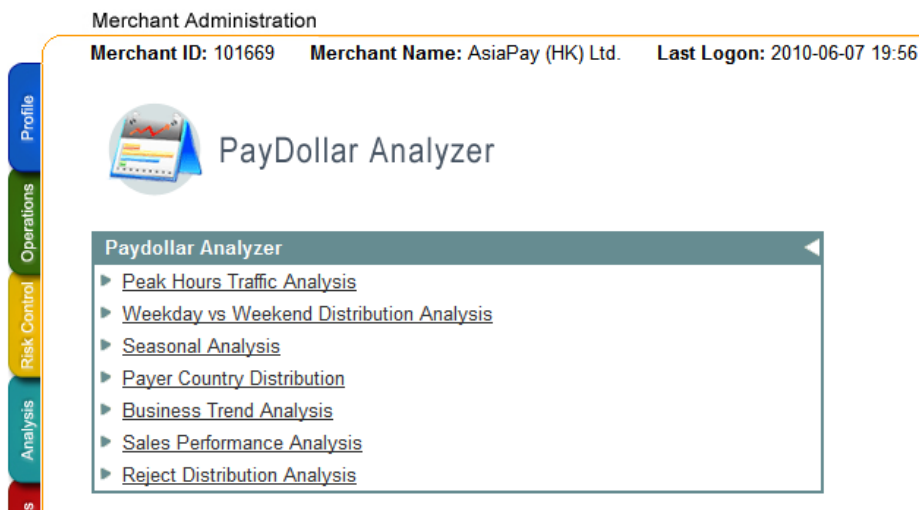 Merchant Administration
Merchant ID: 101669 Merchant Name: AsiaPay (HK) Ltd. Last Logon: 2010-06-07 19:56
Profile
Operations
Risk Control
Analysis
PayDollar Analyzer
Paydollar Analyzer
Peak Hours Traffic Analysis
Weekday vs Weekend Distribution Analysis
Seasonal Analysis
Payer Country Distribution
Business Trend Analysis
Sales Performance Analysis
Reject Distribution Analysis